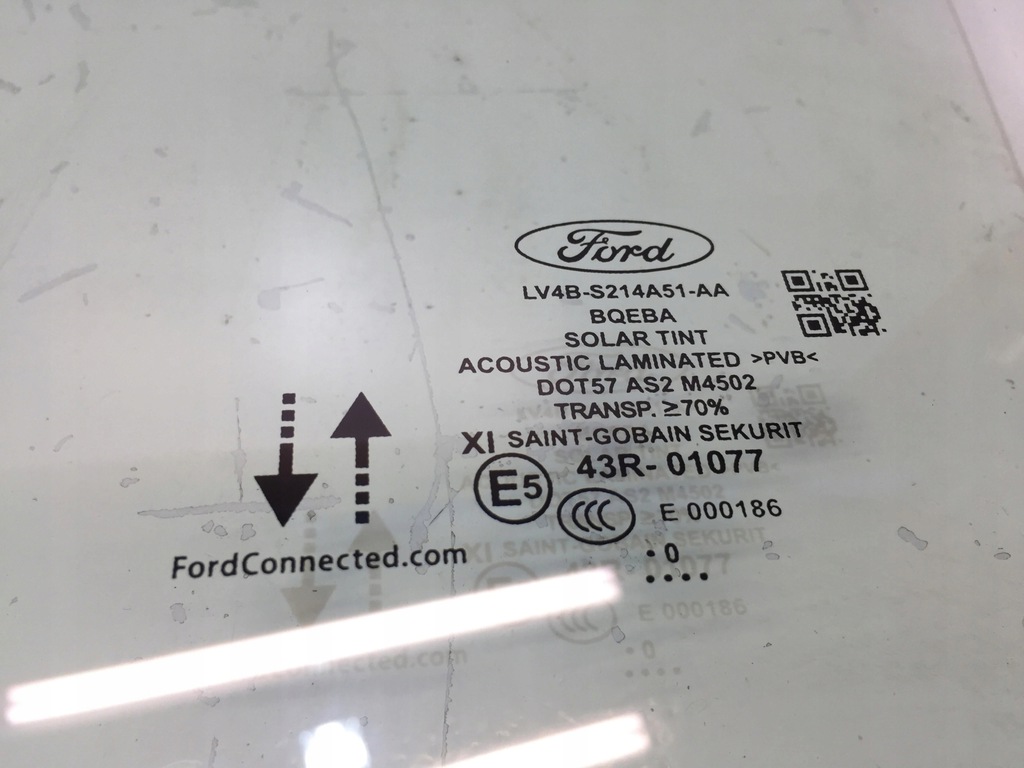 Ford
LV4B-S214A51-AA
BQEBA
SOLAR TINT
ACOUSTIC LAMINATED >PVB<
DOT57 AS2 M4502
TRANSP. ≥70%
XI SAINT-GOBAIN SEKURIT
E5 43R-01077
CCC E 000186
• 0
• • • •
FordConnected.com